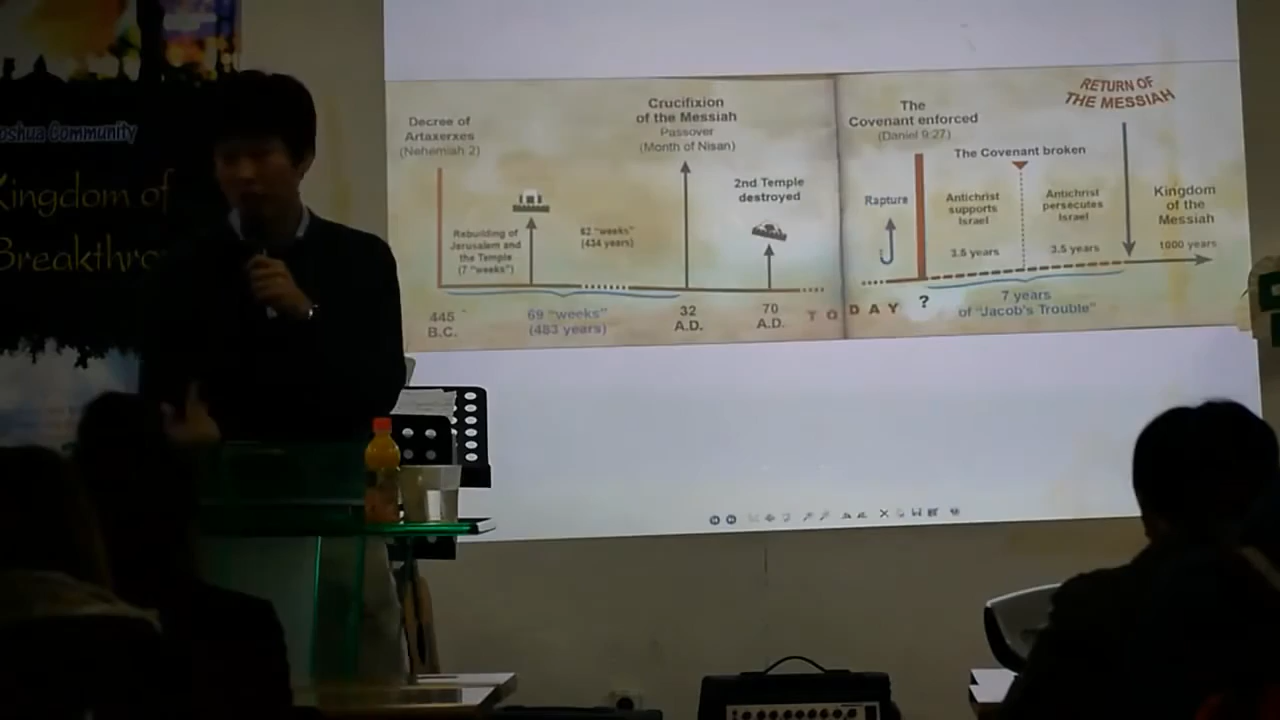 oshua Community
Kingdom of
Breakthro
Decree of
Artaxerxes
(Nehemiah 2)
Rebuilding of
Jerusalem and
the Temple
(7 "weeks")
62 "weeks"
(434 years)
Crucifixion
of the Messiah
Passover
(Month of Nisan)
2nd Temple
destroyed
445
B.C.
69 "weeks"
(483 years)
32
A.D.
70
A.D.
TODAY ?
Rapture
The
Covenant enforced
(Daniel 9:27)
The Covenant broken
Antichrist
supports
Israel
3.5 years
Antichrist
persecutes
Israel
3.5 years
RETURN OF
THE MESSIAH
Kingdom
of the
Messiah
1000 years
7 years
of "Jacob's Trouble"